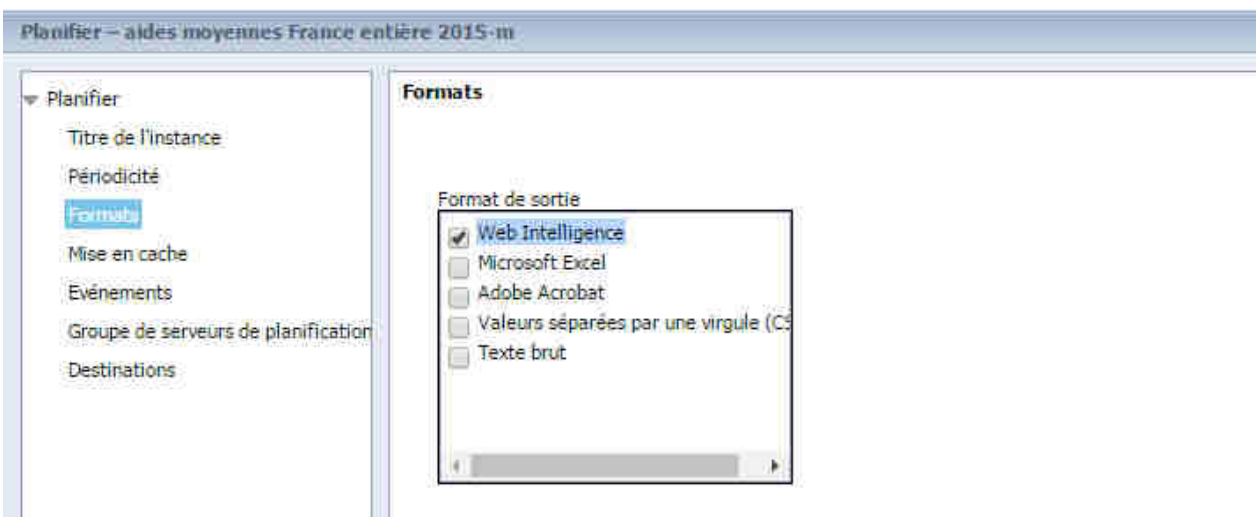 Planifier – aides moyennes France entière 2015-m
Planifier
Titre de l'instance
Périodicité
Formats
Mise en cache
Evénements
Groupe de serveurs de planification
Destinations
Formats
Format de sortie
Web Intelligence
Microsoft Excel
Adobe Acrobat
Valeurs séparées par une virgule (CS
Texte brut